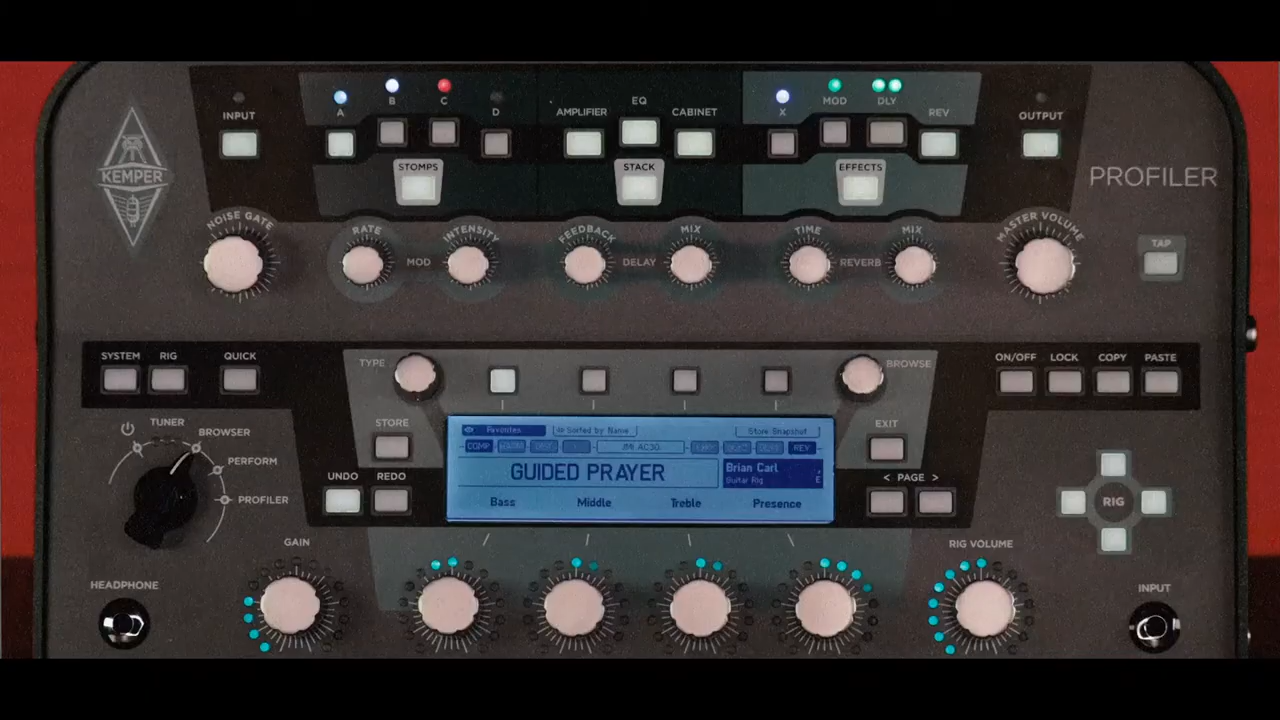 KEMPER
PROFILER
INPUT
A
B
C
D
AMPLIFIER
EQ
CABINET
X
MOD
DLY
REV
OUTPUT
STOMPS
STACK
EFFECTS
NOISE GATE
RATE
MOD
INTENSITY
FEEDBACK
DELAY
MIX
TIME
REVERB
MIX
MASTER VOLUME
TAP
SYSTEM
RIG
QUICK
TYPE
BROWSE
ON/OFF
LOCK
COPY
PASTE
TUNER
BROWSER
PERFORM
PROFILER
STORE
EXIT
UNDO
REDO
< PAGE >
Favorites
Sorted by Name
Store Snapshot
COMP
KEY
GUIDED PRAYER
Brian Carl
Guitar Rig
Bass
Middle
Treble
Presence
RIG
GAIN
RIG VOLUME
HEADPHONE
INPUT